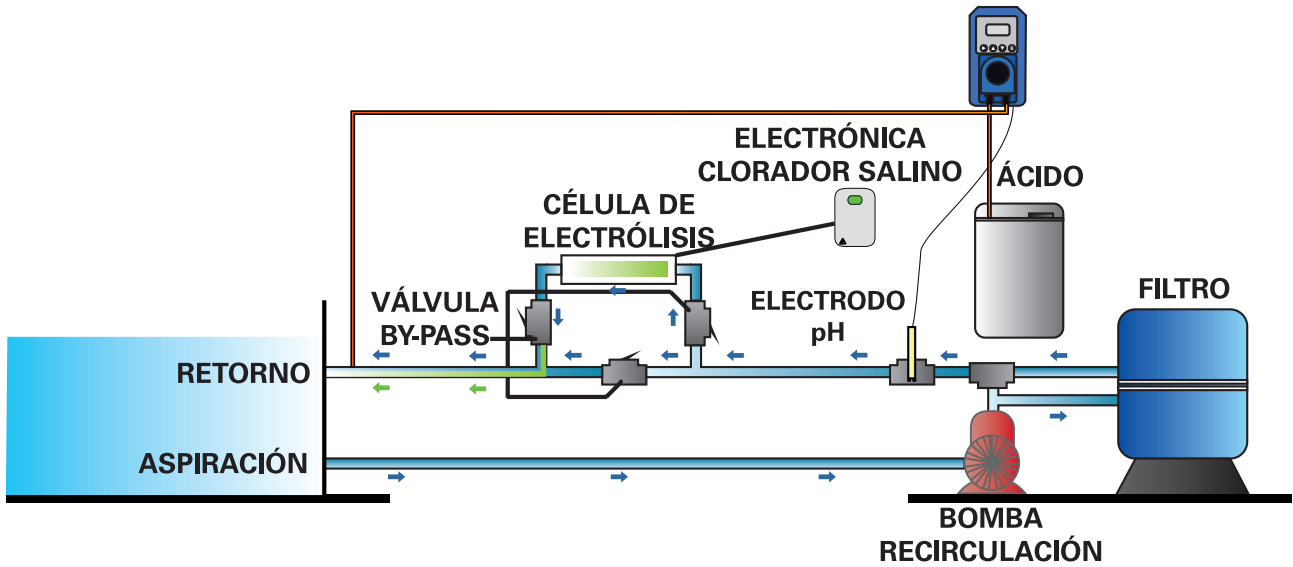 ELECTRÓNICA
CLORADOR SALINO
ÁCIDO
CÉLULA DE
ELECTRÓLISIS
VÁLVULA
BY-PASS
ELECTRODO
pH
FILTRO
RETORNO
ASPIRACIÓN
BOMBA
RECIRCULACIÓN